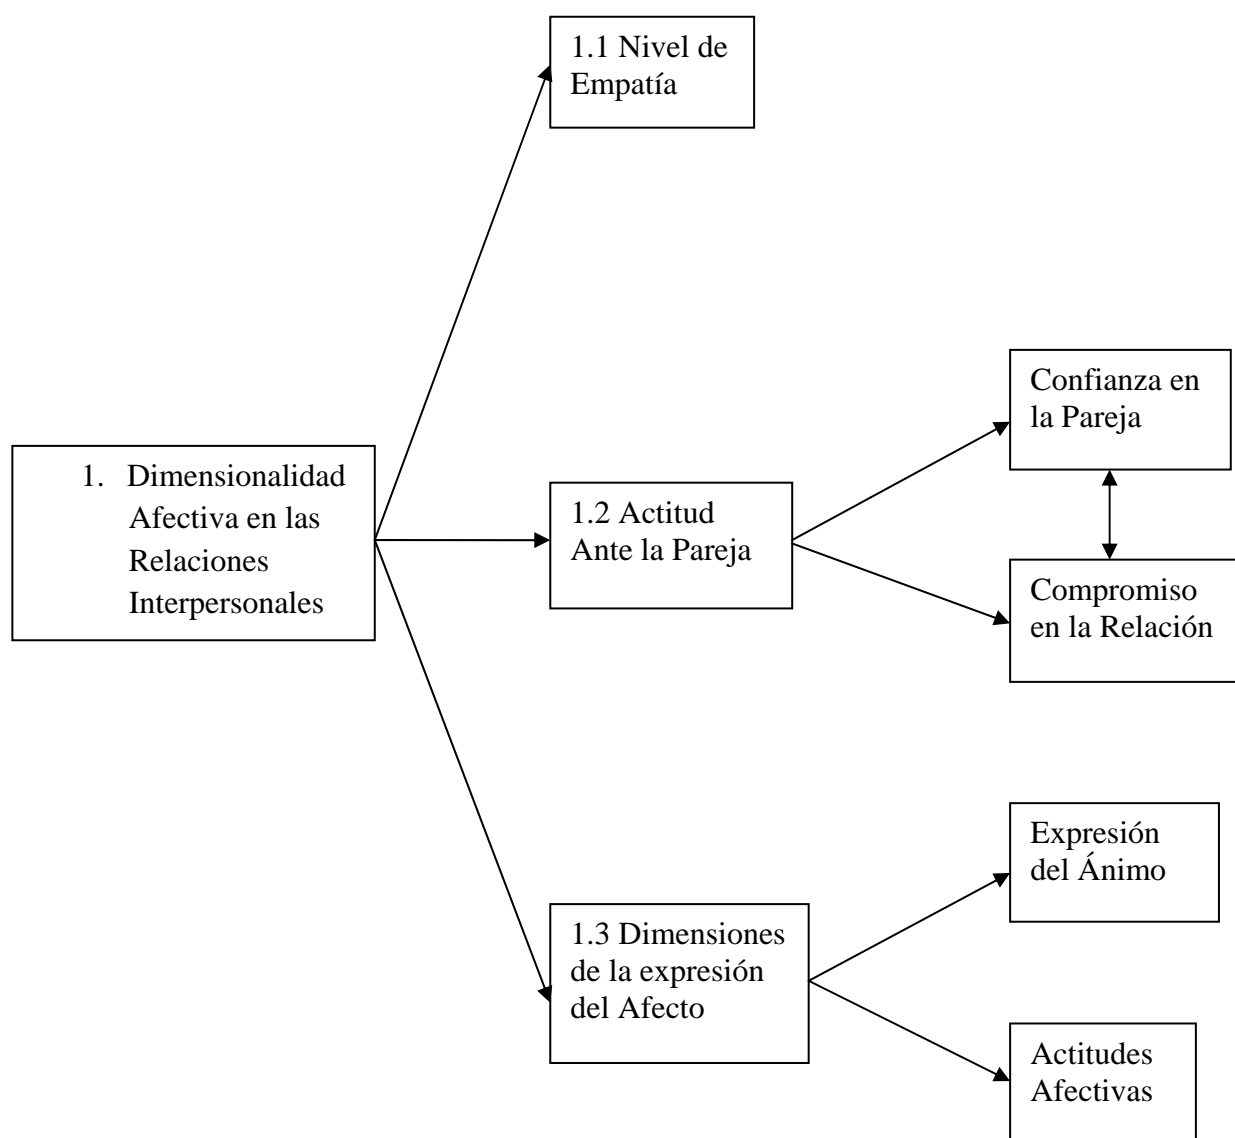 1.1 Nivel de
Empatía
Confianza en
la Pareja
1. Dimensionalidad
Afectiva en las
Relaciones
Interpersonales
1.2 Actitud
Ante la Pareja
Compromiso
en la Relación
Expresión
del Ánimo
1.3 Dimensiones
de la expresión
del Afecto
Actitudes
Afectivas